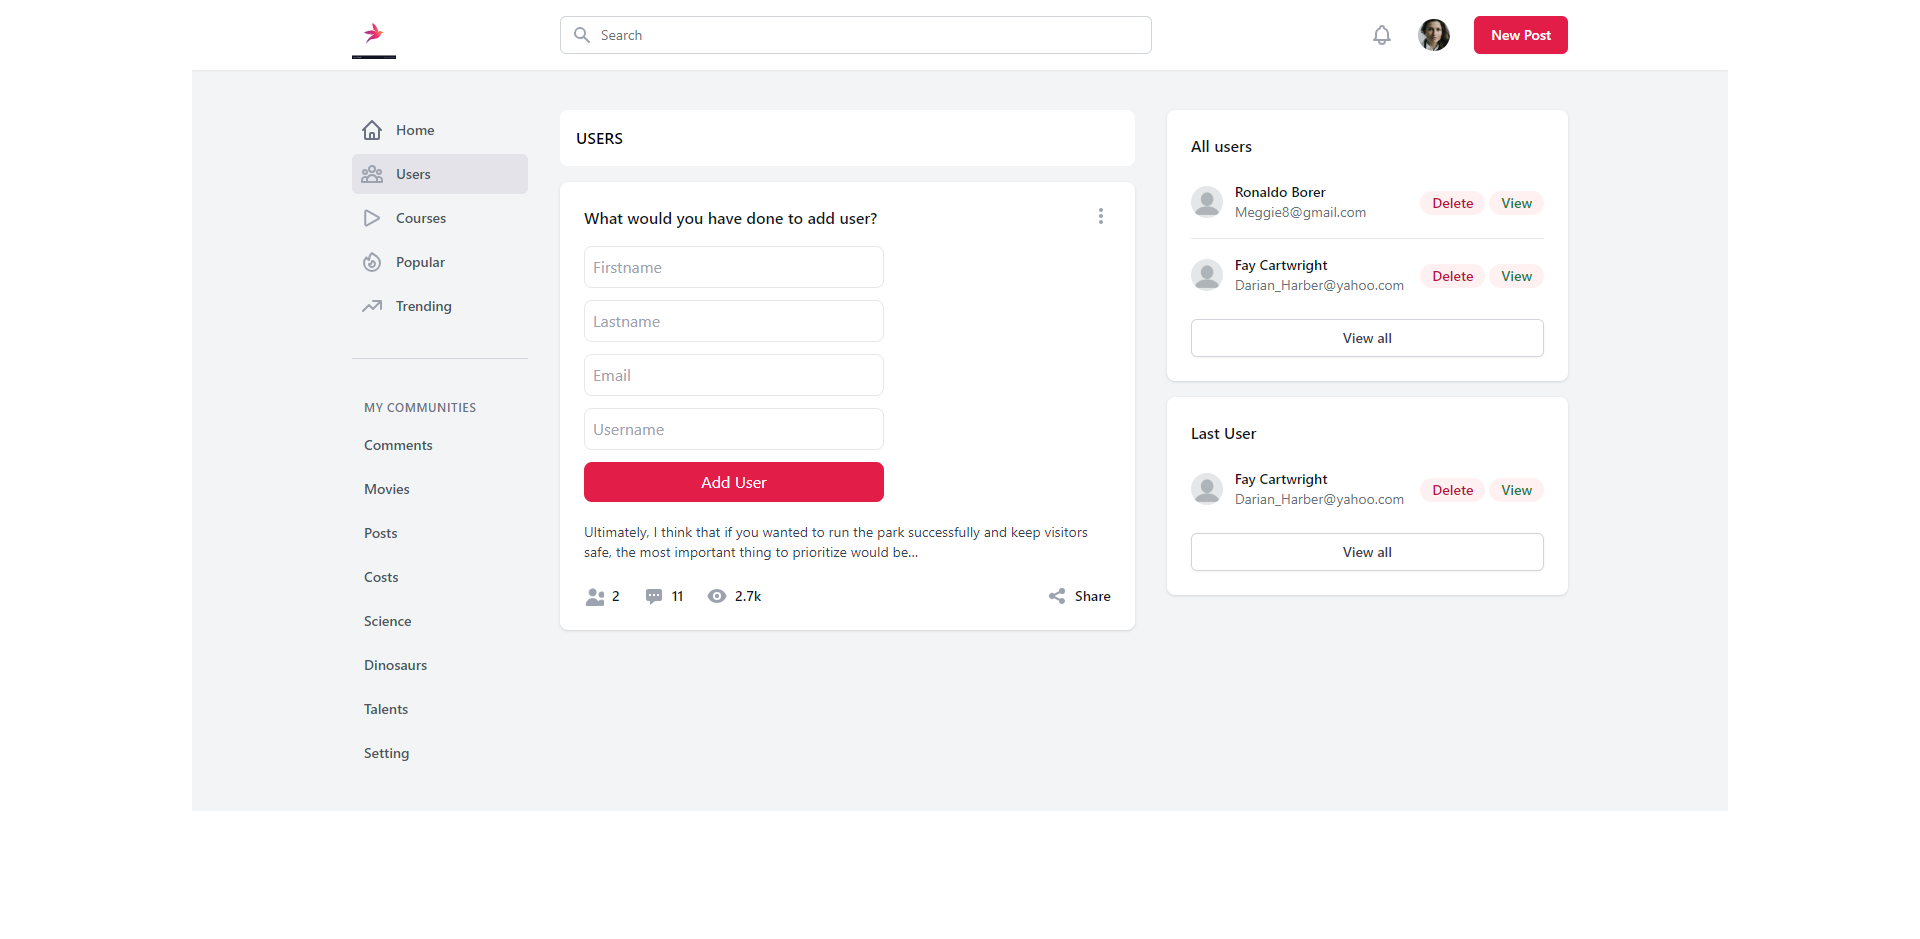 Search
New Post
Home
Users
Courses
Popular
Trending
MY COMMUNITIES
Comments
Movies
Posts
Costs
Science
Dinosaurs
Talents
Setting
USERS
What would you have done to add user?
Firstname
Lastname
Email
Username
Add User
Ultimately, I think that if you wanted to run the park successfully and keep visitors
safe, the most important thing to prioritize would be...
2 11 2.7k Share
All users
Ronaldo Borer
Meggie8@gmail.com
Delete View
Fay Cartwright
Darian_Harber@yahoo.com
Delete View
View all
Last User
Fay Cartwright
Darian_Harber@yahoo.com
Delete View
View all